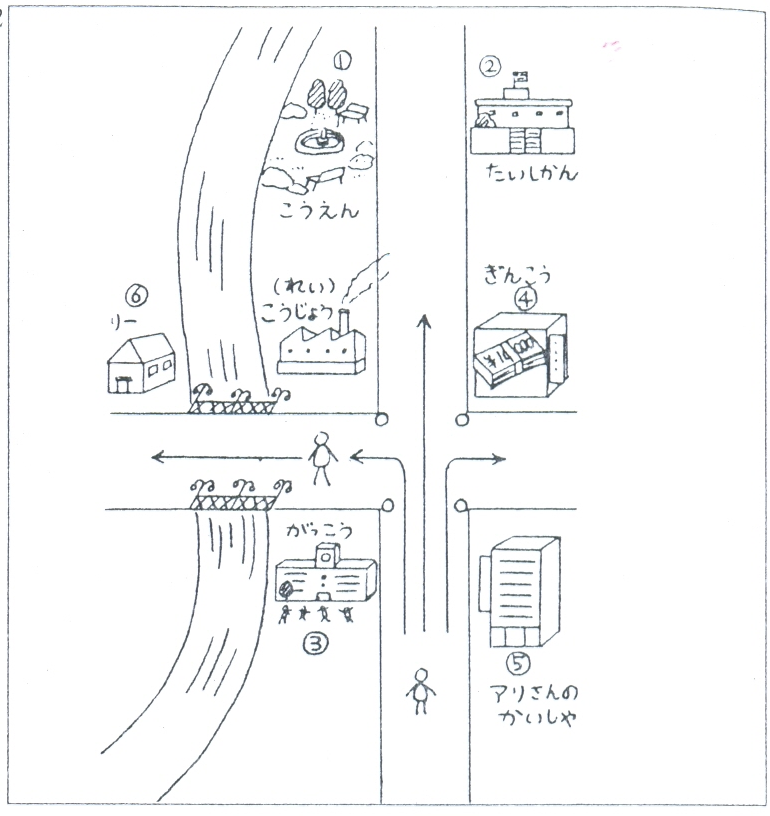 ①
②
たいしかん
こうえん
ぎんこう
④
(れい)
こうじょう
⑥
リー
¥10000
がっこう
③
⑤
アリさんの
かいしゃ